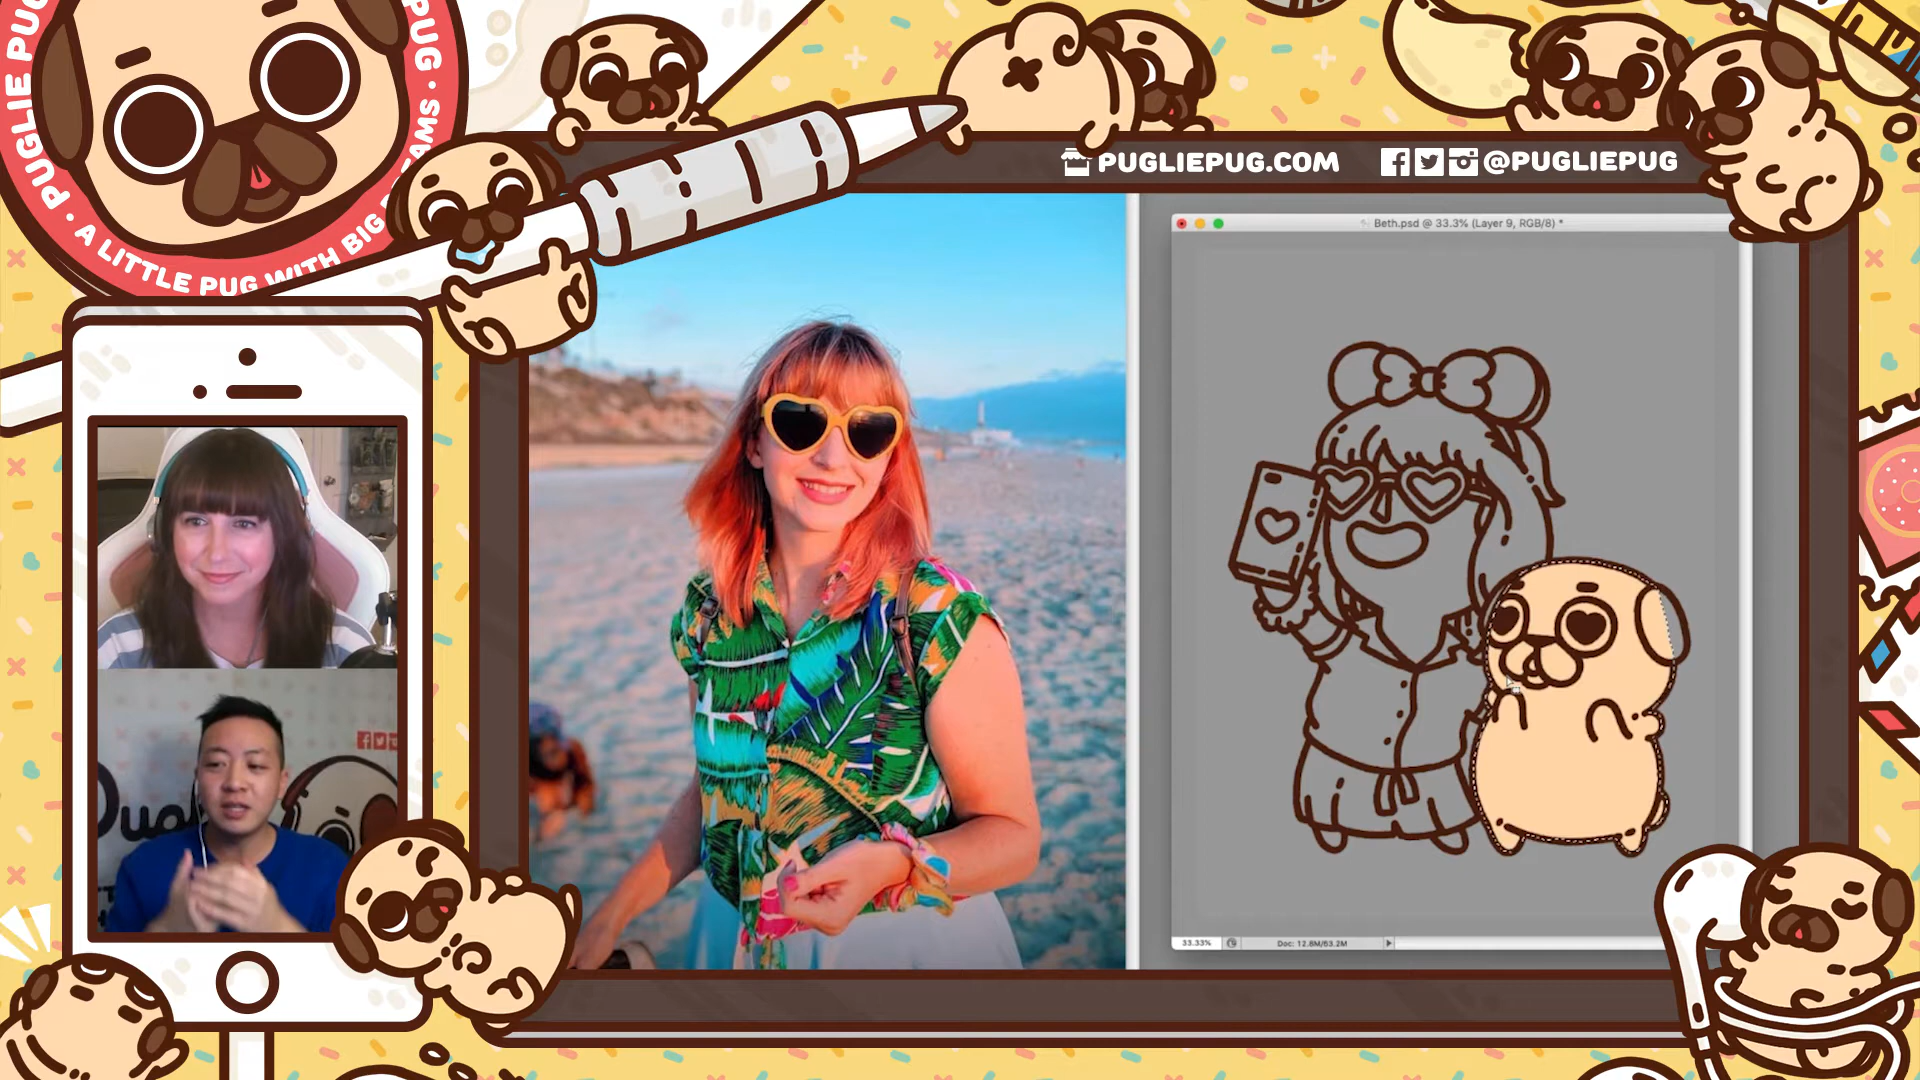 PUGLIE PUG · A LITTLE PUG WITH BIG DREAMS · PUG
PUGLIEPUG.COM
@PUGLIEPUG
Beth.psd @ 33.3% (Layer 9, RGB/8) *
33.33%
Doc: 12.8M/63.2M